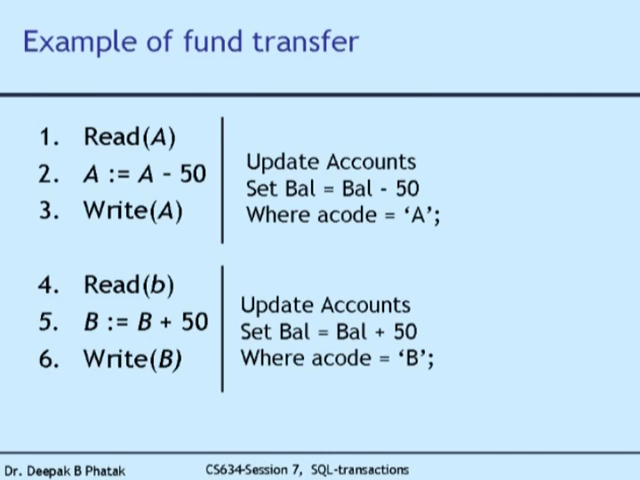 Example of fund transfer
1. Read(A)
2. A := A - 50
3. Write(A)
Update Accounts
Set Bal = Bal - 50
Where acode = ‘A’;
4. Read(b)
5. B := B + 50
6. Write(B)
Update Accounts
Set Bal = Bal + 50
Where acode = ‘B’;
Dr. Deepak B Phatak
CS634-Session 7, SQL-transactions